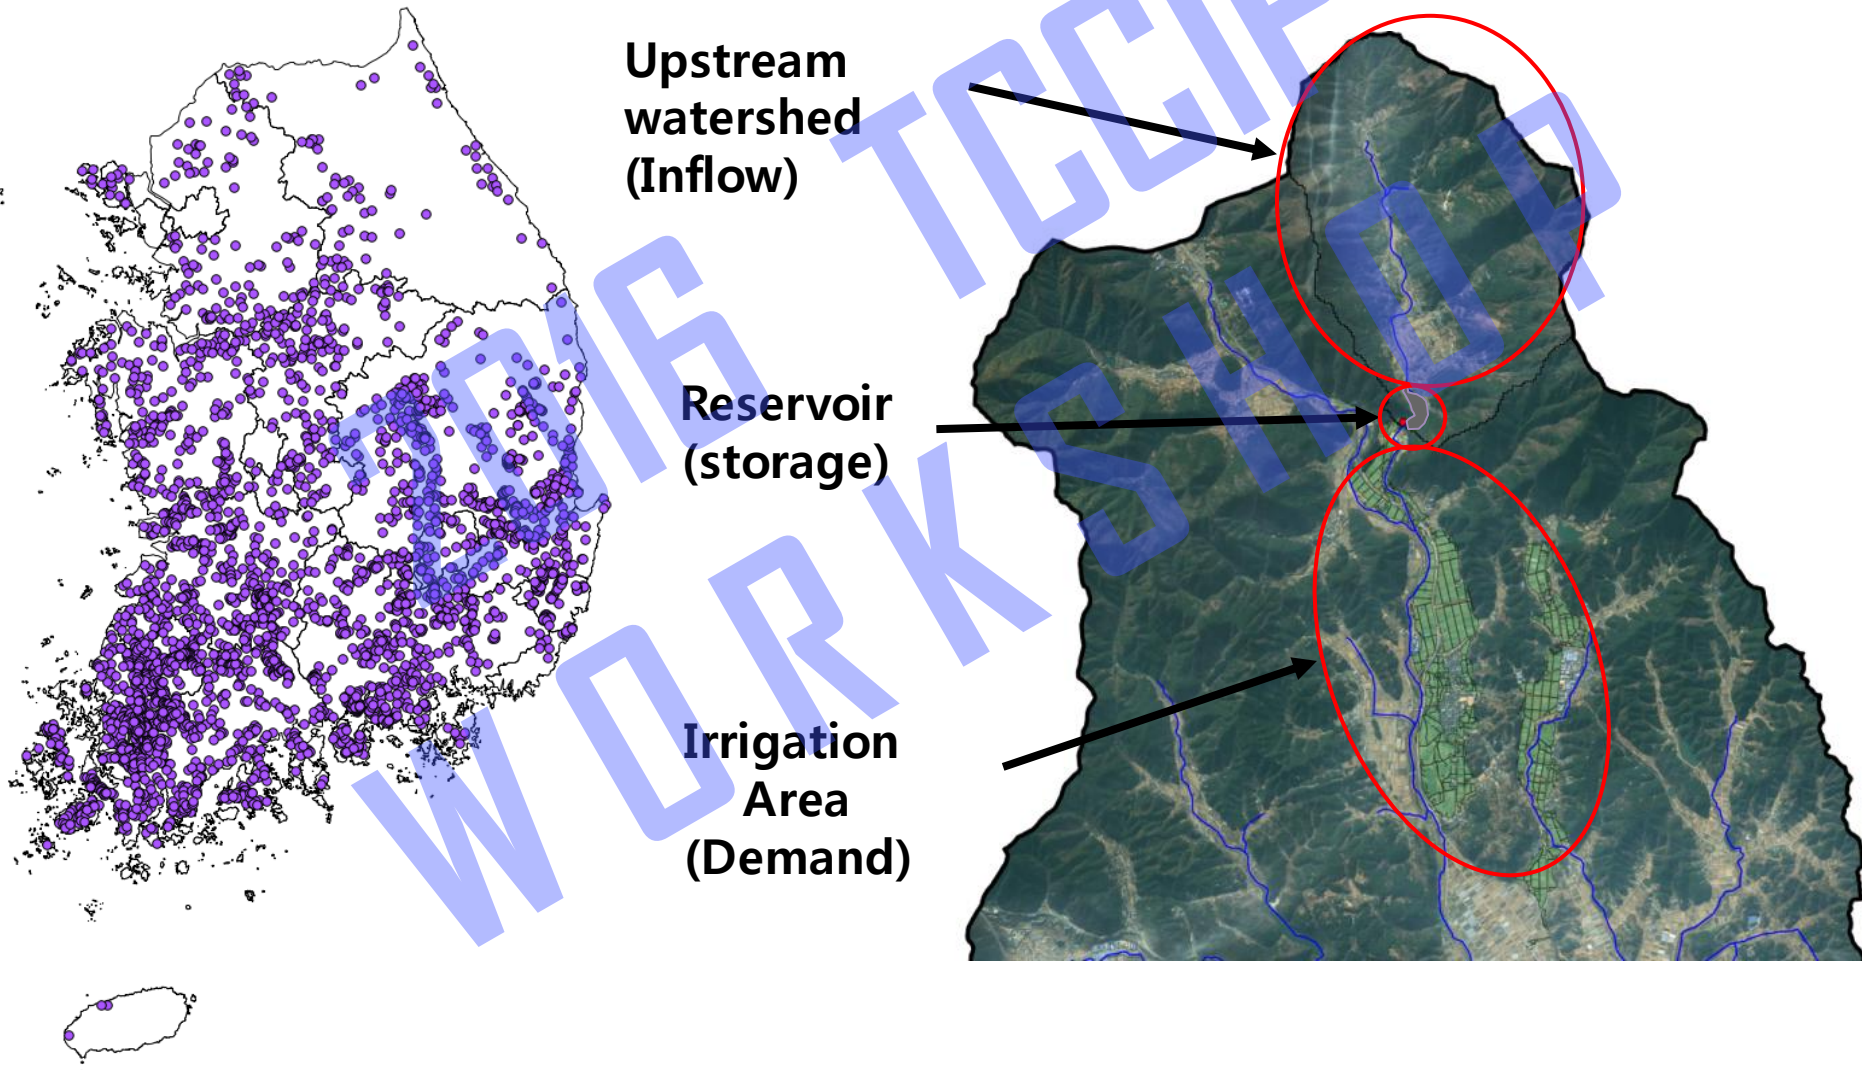 Upstream
watershed
(Inflow)
Reservoir
(storage)
Irrigation
Area
(Demand)
2016 TCCIP
WORKSHOP